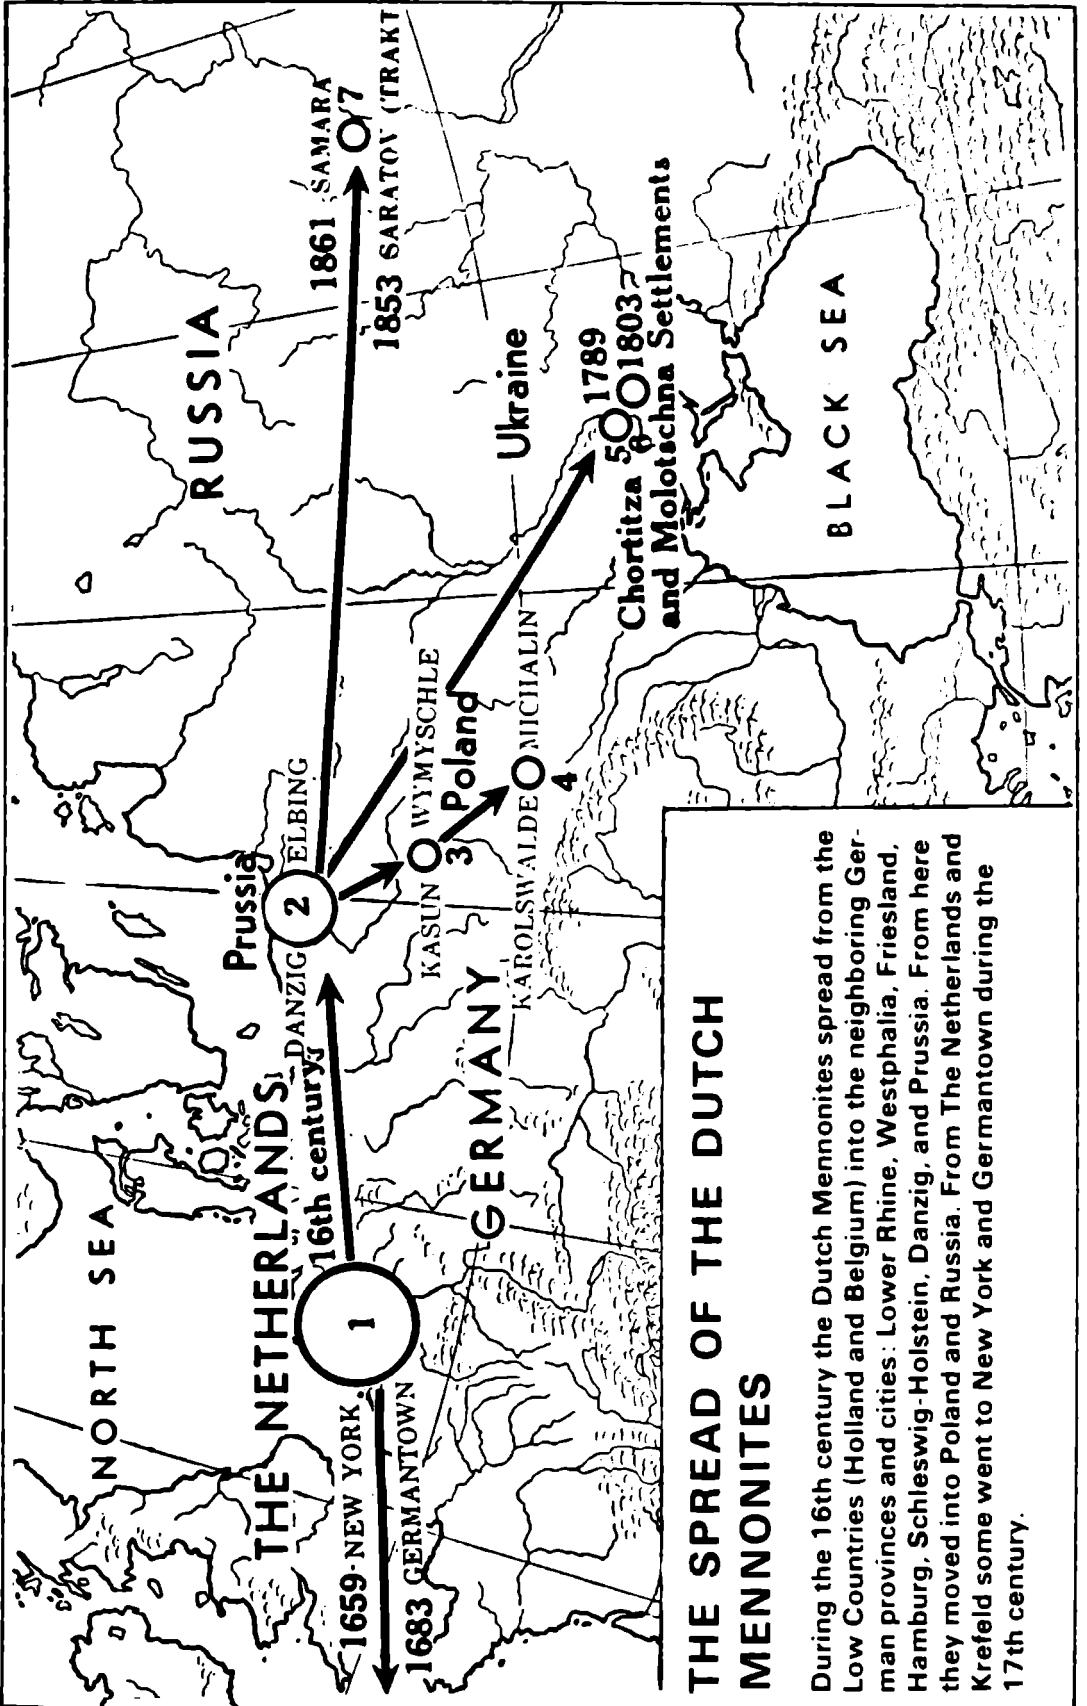 NORTH SEA
RUSSIA
THE NETHERLANDS
Prussia
1659-NEW YORK
1683 GERMANTOWN
1
16th century
DANZIG
2
ELBING
1861 SAMARA
7
1853 SARATOV (TRAKT
KASUN
3
WYMYSCHLE
Poland
GERMANY
KAROLSWALDE
4
MICHALIN
Ukraine
5
1789
6
1803
Chortitza
and Molotschna Settlements
BLACK SEA
THE SPREAD OF THE DUTCH
MENNONITES
During the 16th century the Dutch Mennonites spread from the
Low Countries (Holland and Belgium) into the neighboring Ger-
man provinces and cities: Lower Rhine, Westphalia, Friesland,
Hamburg, Schleswig-Holstein, Danzig, and Prussia. From here
they moved into Poland and Russia. From The Netherlands and
Krefeld some went to New York and Germantown during the
17th century.